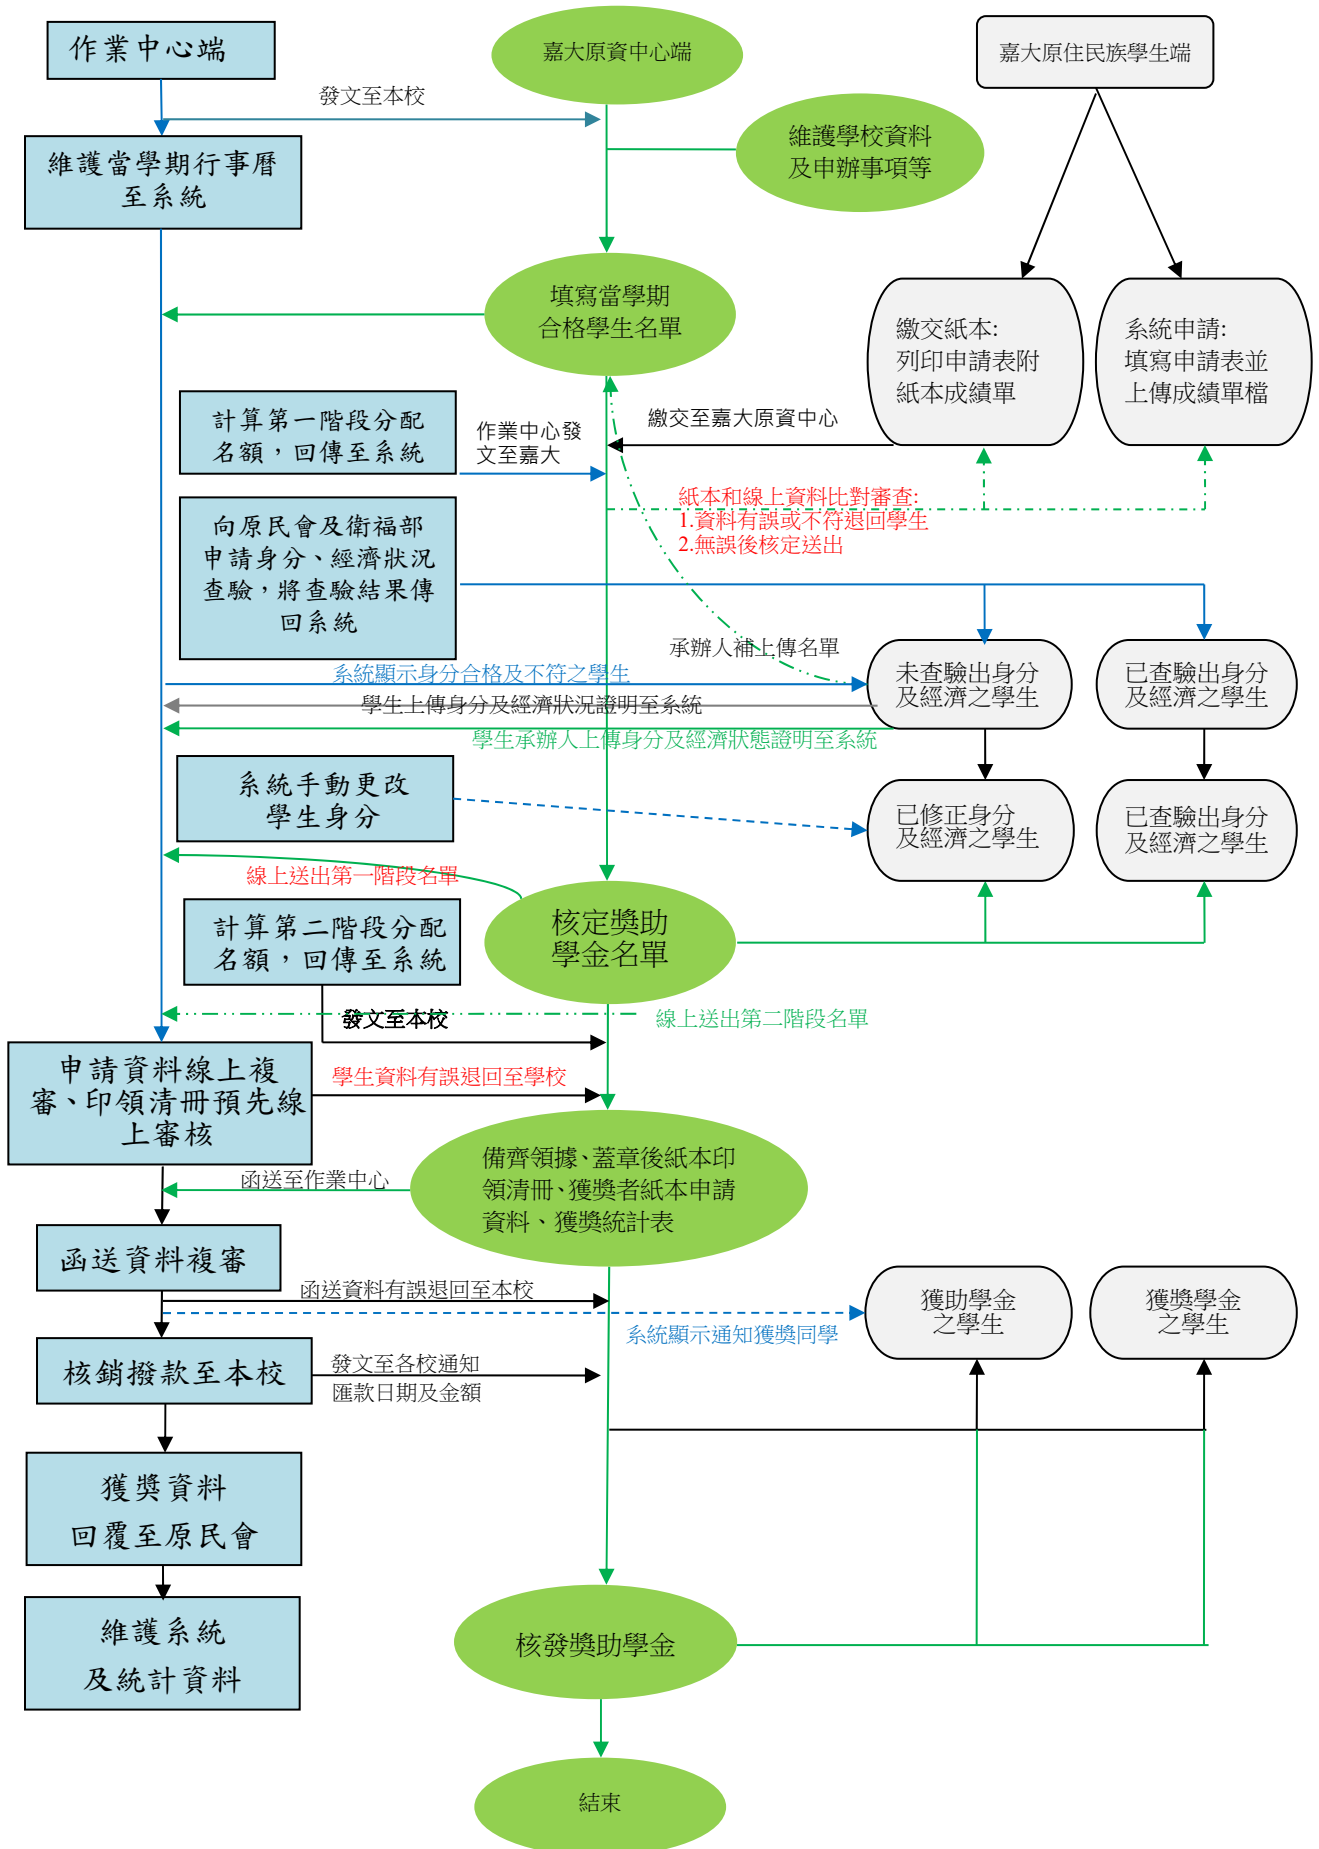 作業中心端
嘉大原資中心端
嘉大原住民族學生端
發文至本校
維護當學期行事曆
至系統
維護學校資料
及申辦事項等
填寫當學期
合格學生名單
繳交紙本:
列印申請表附
紙本成績單
系統申請:
填寫申請表並
上傳成績單檔
計算第一階段分配
名額，回傳至系統
作業中心發
文至嘉大
繳交至嘉大原資中心
紙本和線上資料比對審查:
1.資料有誤或不符退回學生
2.無誤後核定送出
向原民會及衛福部
申請身分、經濟狀況
查驗，將查驗結果傳
回系統
承辦人補上傳名單
系統顯示身分合格及不符之學生
未查驗出身分
及經濟之學生
已查驗出身分
及經濟之學生
學生上傳身分及經濟狀況證明至系統
學生承辦人上傳身分及經濟狀態證明至系統
系統手動更改
學生身分
已修正身分
及經濟之學生
已查驗出身分
及經濟之學生
線上送出第一階段名單
計算第二階段分配
名額，回傳至系統
核定獎助
學金名單
發文至本校
線上送出第二階段名單
申請資料線上複
審、印領清冊預先線
上審核
學生資料有誤退回至學校
備齊領據、蓋章後紙本印
領清冊、獲獎者紙本申請
資料、獲獎統計表
函送至作業中心
函送資料複審
函送資料有誤退回至本校
系統顯示通知獲獎同學
獲助學金
之學生
獲獎學金
之學生
核銷撥款至本校
發文至各校通知
匯款日期及金額
獲獎資料
回覆至原民會
維護系統
及統計資料
核發獎助學金
結束